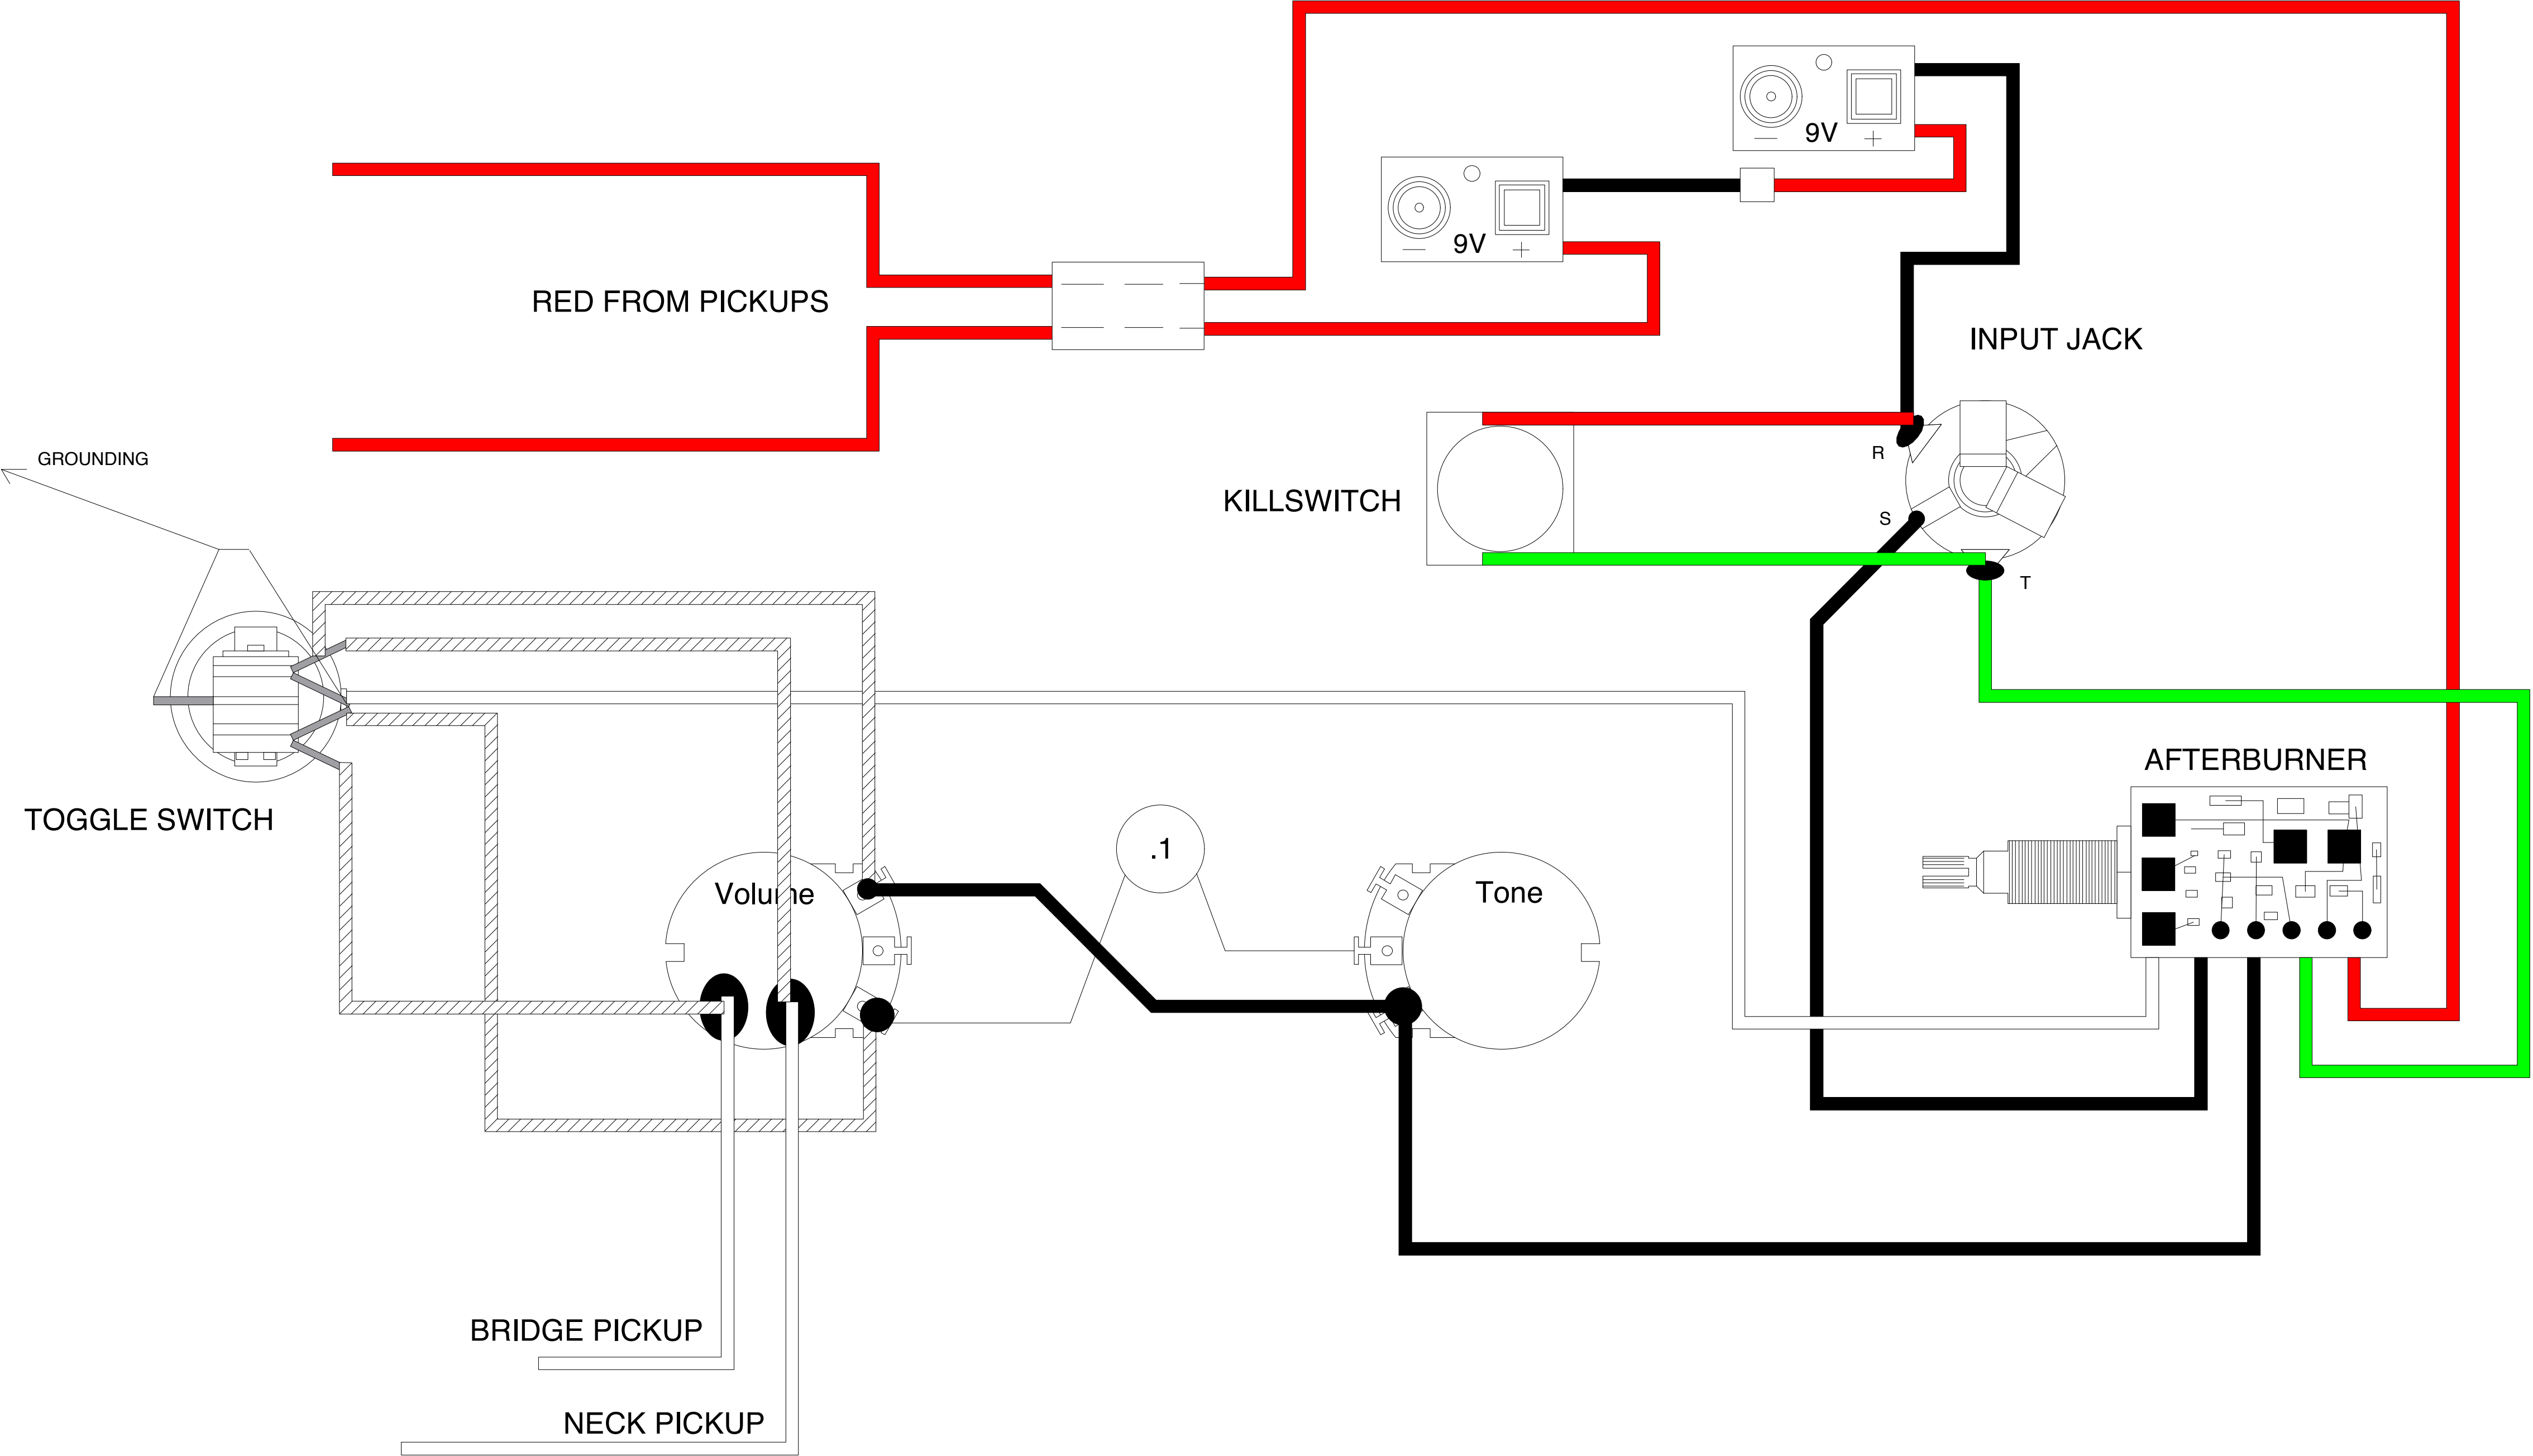 9V
9V
RED FROM PICKUPS
INPUT JACK
GROUNDING
R
KILLSWITCH
S
T
AFTERBURNER
TOGGLE SWITCH
.1
Volume
Tone
BRIDGE PICKUP
NECK PICKUP